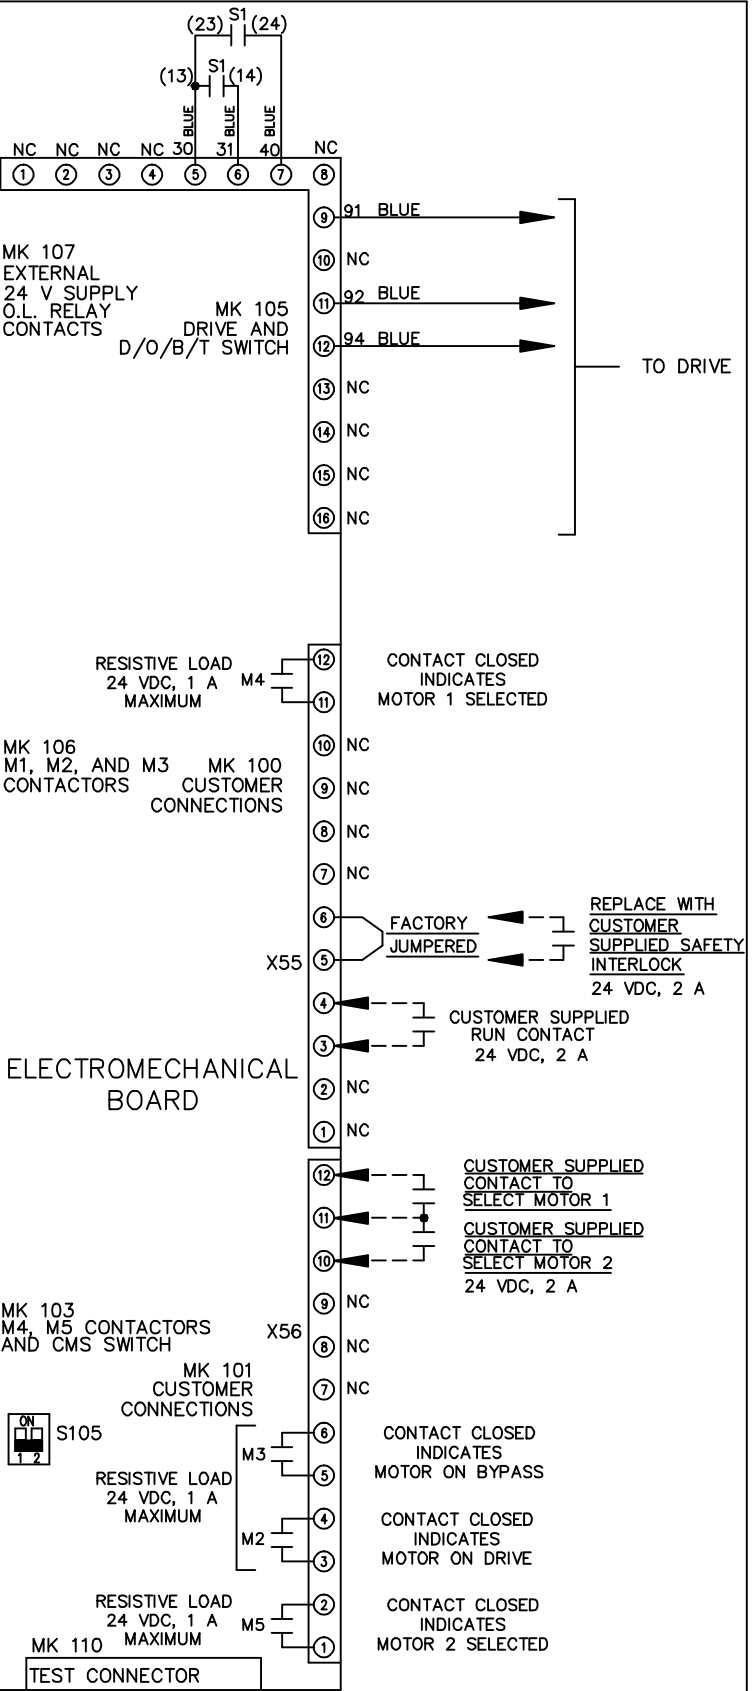 S1
(23) (24)
S1
(13) (14)
BLUE BLUE BLUE
NC NC NC NC 30 31 40 NC
1 2 3 4 5 6 7 8
9 91 BLUE
MK 107
EXTERNAL
24 V SUPPLY
O.L. RELAY
CONTACTS
10 NC
MK 105
DRIVE AND
D/O/B/T SWITCH
11 92 BLUE
12 94 BLUE
TO DRIVE
13 NC
14 NC
15 NC
16 NC
RESISTIVE LOAD
24 VDC, 1 A
MAXIMUM
M4
12
11
CONTACT CLOSED
INDICATES
MOTOR 1 SELECTED
MK 106
M1, M2, AND M3
CONTACTORS
MK 100
CUSTOMER
CONNECTIONS
10 NC
9 NC
8 NC
7 NC
6
5
X55
FACTORY
JUMPERED
REPLACE WITH
CUSTOMER
SUPPLIED SAFETY
INTERLOCK
24 VDC, 2 A
4
3
CUSTOMER SUPPLIED
RUN CONTACT
24 VDC, 2 A
ELECTROMECHANICAL
BOARD
2 NC
1 NC
12
11
10
CUSTOMER SUPPLIED
CONTACT TO
SELECT MOTOR 1
CUSTOMER SUPPLIED
CONTACT TO
SELECT MOTOR 2
24 VDC, 2 A
MK 103
M4, M5 CONTACTORS
AND CMS SWITCH
X56
9 NC
8 NC
7 NC
MK 101
CUSTOMER
CONNECTIONS
ON
1 2
S105
M3
6
5
CONTACT CLOSED
INDICATES
MOTOR ON BYPASS
RESISTIVE LOAD
24 VDC, 1 A
MAXIMUM
M2
4
3
CONTACT CLOSED
INDICATES
MOTOR ON DRIVE
RESISTIVE LOAD
24 VDC, 1 A
MAXIMUM
M5
2
1
CONTACT CLOSED
INDICATES
MOTOR 2 SELECTED
MK 110
TEST CONNECTOR